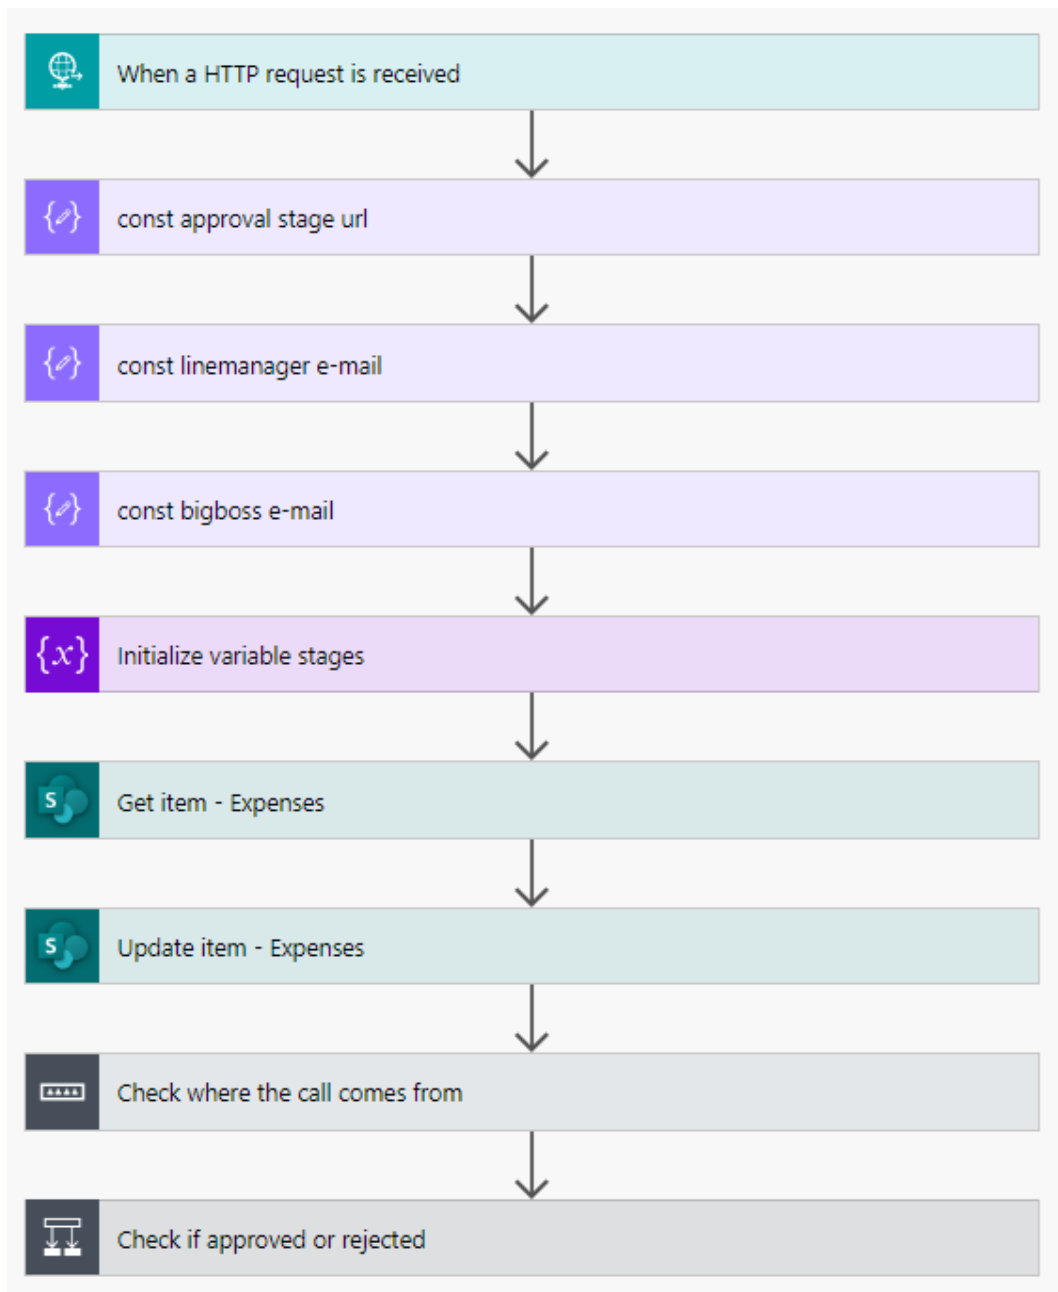 When a HTTP request is received
const approval stage url
const linemanager e-mail
const bigboss e-mail
{x} Initialize variable stages
S Get item - Expenses
S Update item - Expenses
Check where the call comes from
Check if approved or rejected